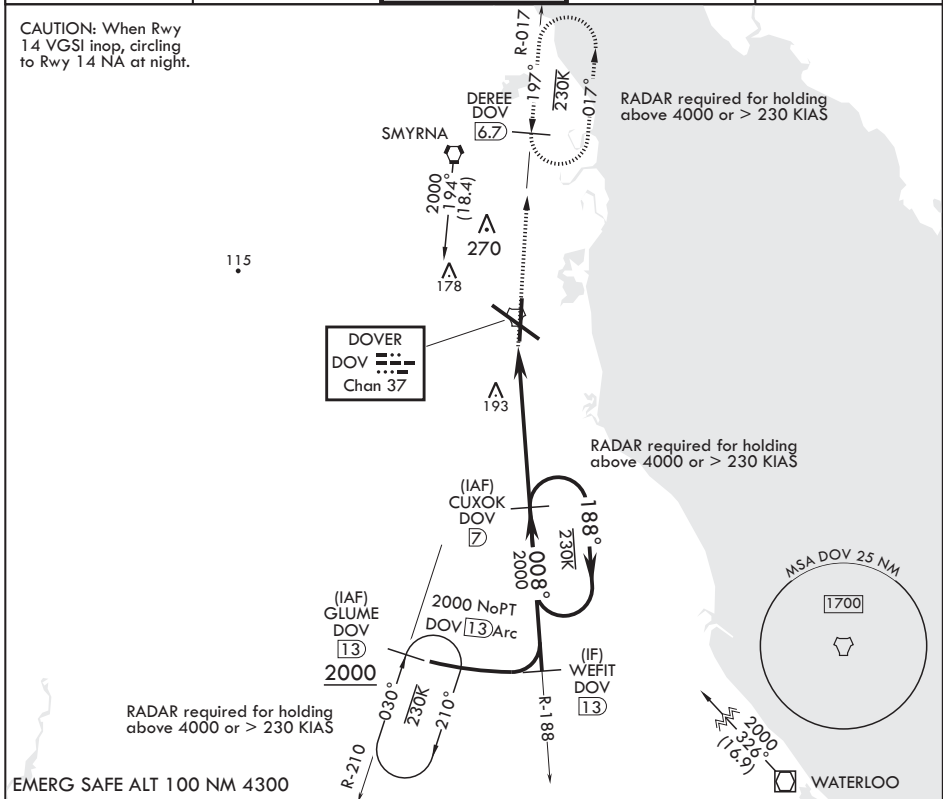 CAUTION: When Rwy
14 VGSI inop, circling
to Rwy 14 NA at night.
R-017
197°
230K
017°
DEREE
DOV
6.7
RADAR required for holding
above 4000 or > 230 KIAS
SMYRNA
2000
194°
(18.4)
270
178
115
DOVER
DOV
Chan 37
193
RADAR required for holding
above 4000 or > 230 KIAS
(IAF)
CUXOK
DOV
7
188°
230K
008°
2000
MSA DOV 25 NM
1700
(IAF)
GLUME
DOV
13
2000
2000 NoPT
DOV 13 Arc
(IF)
WEFIT
DOV
13
030°
230K
210°
R-188
R-210
RADAR required for holding
above 4000 or > 230 KIAS
2000
326°
(16.9)
WATERLOO
EMERG SAFE ALT 100 NM 4300